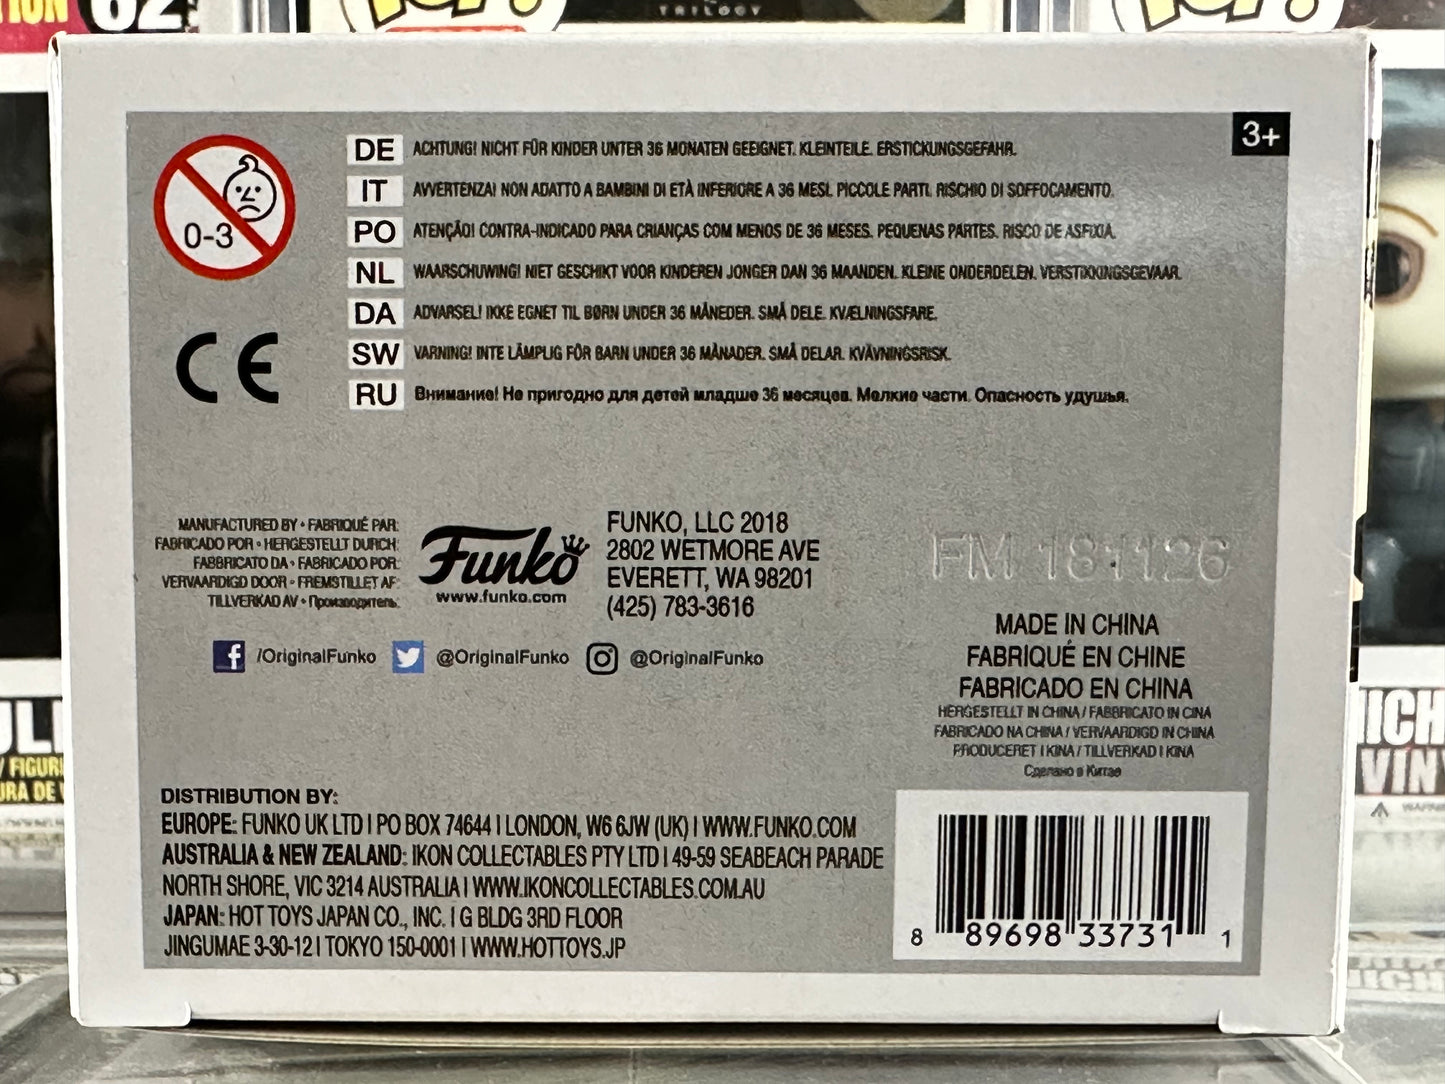 TION 62
TRILOGY
3+
0-3
DE ACHTUNG! NICHT FÜR KINDER UNTER 36 MONATEN GEEIGNET. KLEINTEILE. ERSTICKUNGSGEFAHR.
IT AVVERTENZA! NON ADATTO A BAMBINI DI ETÀ INFERIORE A 36 MESI. PICCOLE PARTI. RISCHIO DI SOFFOCAMENTO.
PO ATENÇÃO! CONTRA-INDICADO PARA CRIANÇAS COM MENOS DE 36 MESES. PEQUENAS PARTES. RISCO DE ASFIXIA.
NL WAARSCHUWING! NIET GESCHIKT VOOR KINDEREN JONGER DAN 36 MAANDEN. KLEINE ONDERDELEN. VERSTIKKINGSGEVAAR.
DA ADVARSEL! IKKE EGNET TIL BØRN UNDER 36 MÅNEDER. SMÅ DELE. KVÆLNINGSFARE.
SW VARNING! INTE LÄMPLIG FÖR BARN UNDER 36 MÅNADER. SMÅ DELAR. KVÄVNINGSRISK.
RU Внимание! Не пригодно для детей младше 36 месяцев. Мелкие части. Опасность удушья.
CE
MANUFACTURED BY • FABRIQUÉ PAR:
FABRICADO POR • HERGESTELLT DURCH:
FABBRICATO DA • FABRICADO POR:
VERVAARDIGD DOOR • FREMSTILLET AF:
TILLVERKAD AV • Производитель:
Funko
www.funko.com
FUNKO, LLC 2018
2802 WETMORE AVE
EVERETT, WA 98201
(425) 783-3616
/OriginalFunko @OriginalFunko @OriginalFunko
FM 181126
MADE IN CHINA
FABRIQUÉ EN CHINE
FABRICADO EN CHINA
HERGESTELLT IN CHINA / FABBRICATO IN CINA
FABRICADO NA CHINA / VERVAARDIGD IN CHINA
PRODUCERET I KINA / TILLVERKAD I KINA
Сделано в Китае
DISTRIBUTION BY:
EUROPE: FUNKO UK LTD | PO BOX 74644 | LONDON, W6 6JW (UK) | WWW.FUNKO.COM
AUSTRALIA & NEW ZEALAND: IKON COLLECTABLES PTY LTD | 49-59 SEABEACH PARADE
NORTH SHORE, VIC 3214 AUSTRALIA | WWW.IKONCOLLECTABLES.COM.AU
JAPAN: HOT TOYS JAPAN CO., INC. | G BLDG 3RD FLOOR
JINGUMAE 3-30-12 | TOKYO 150-0001 | WWW.HOTTOYS.JP
8 89698 33731 1